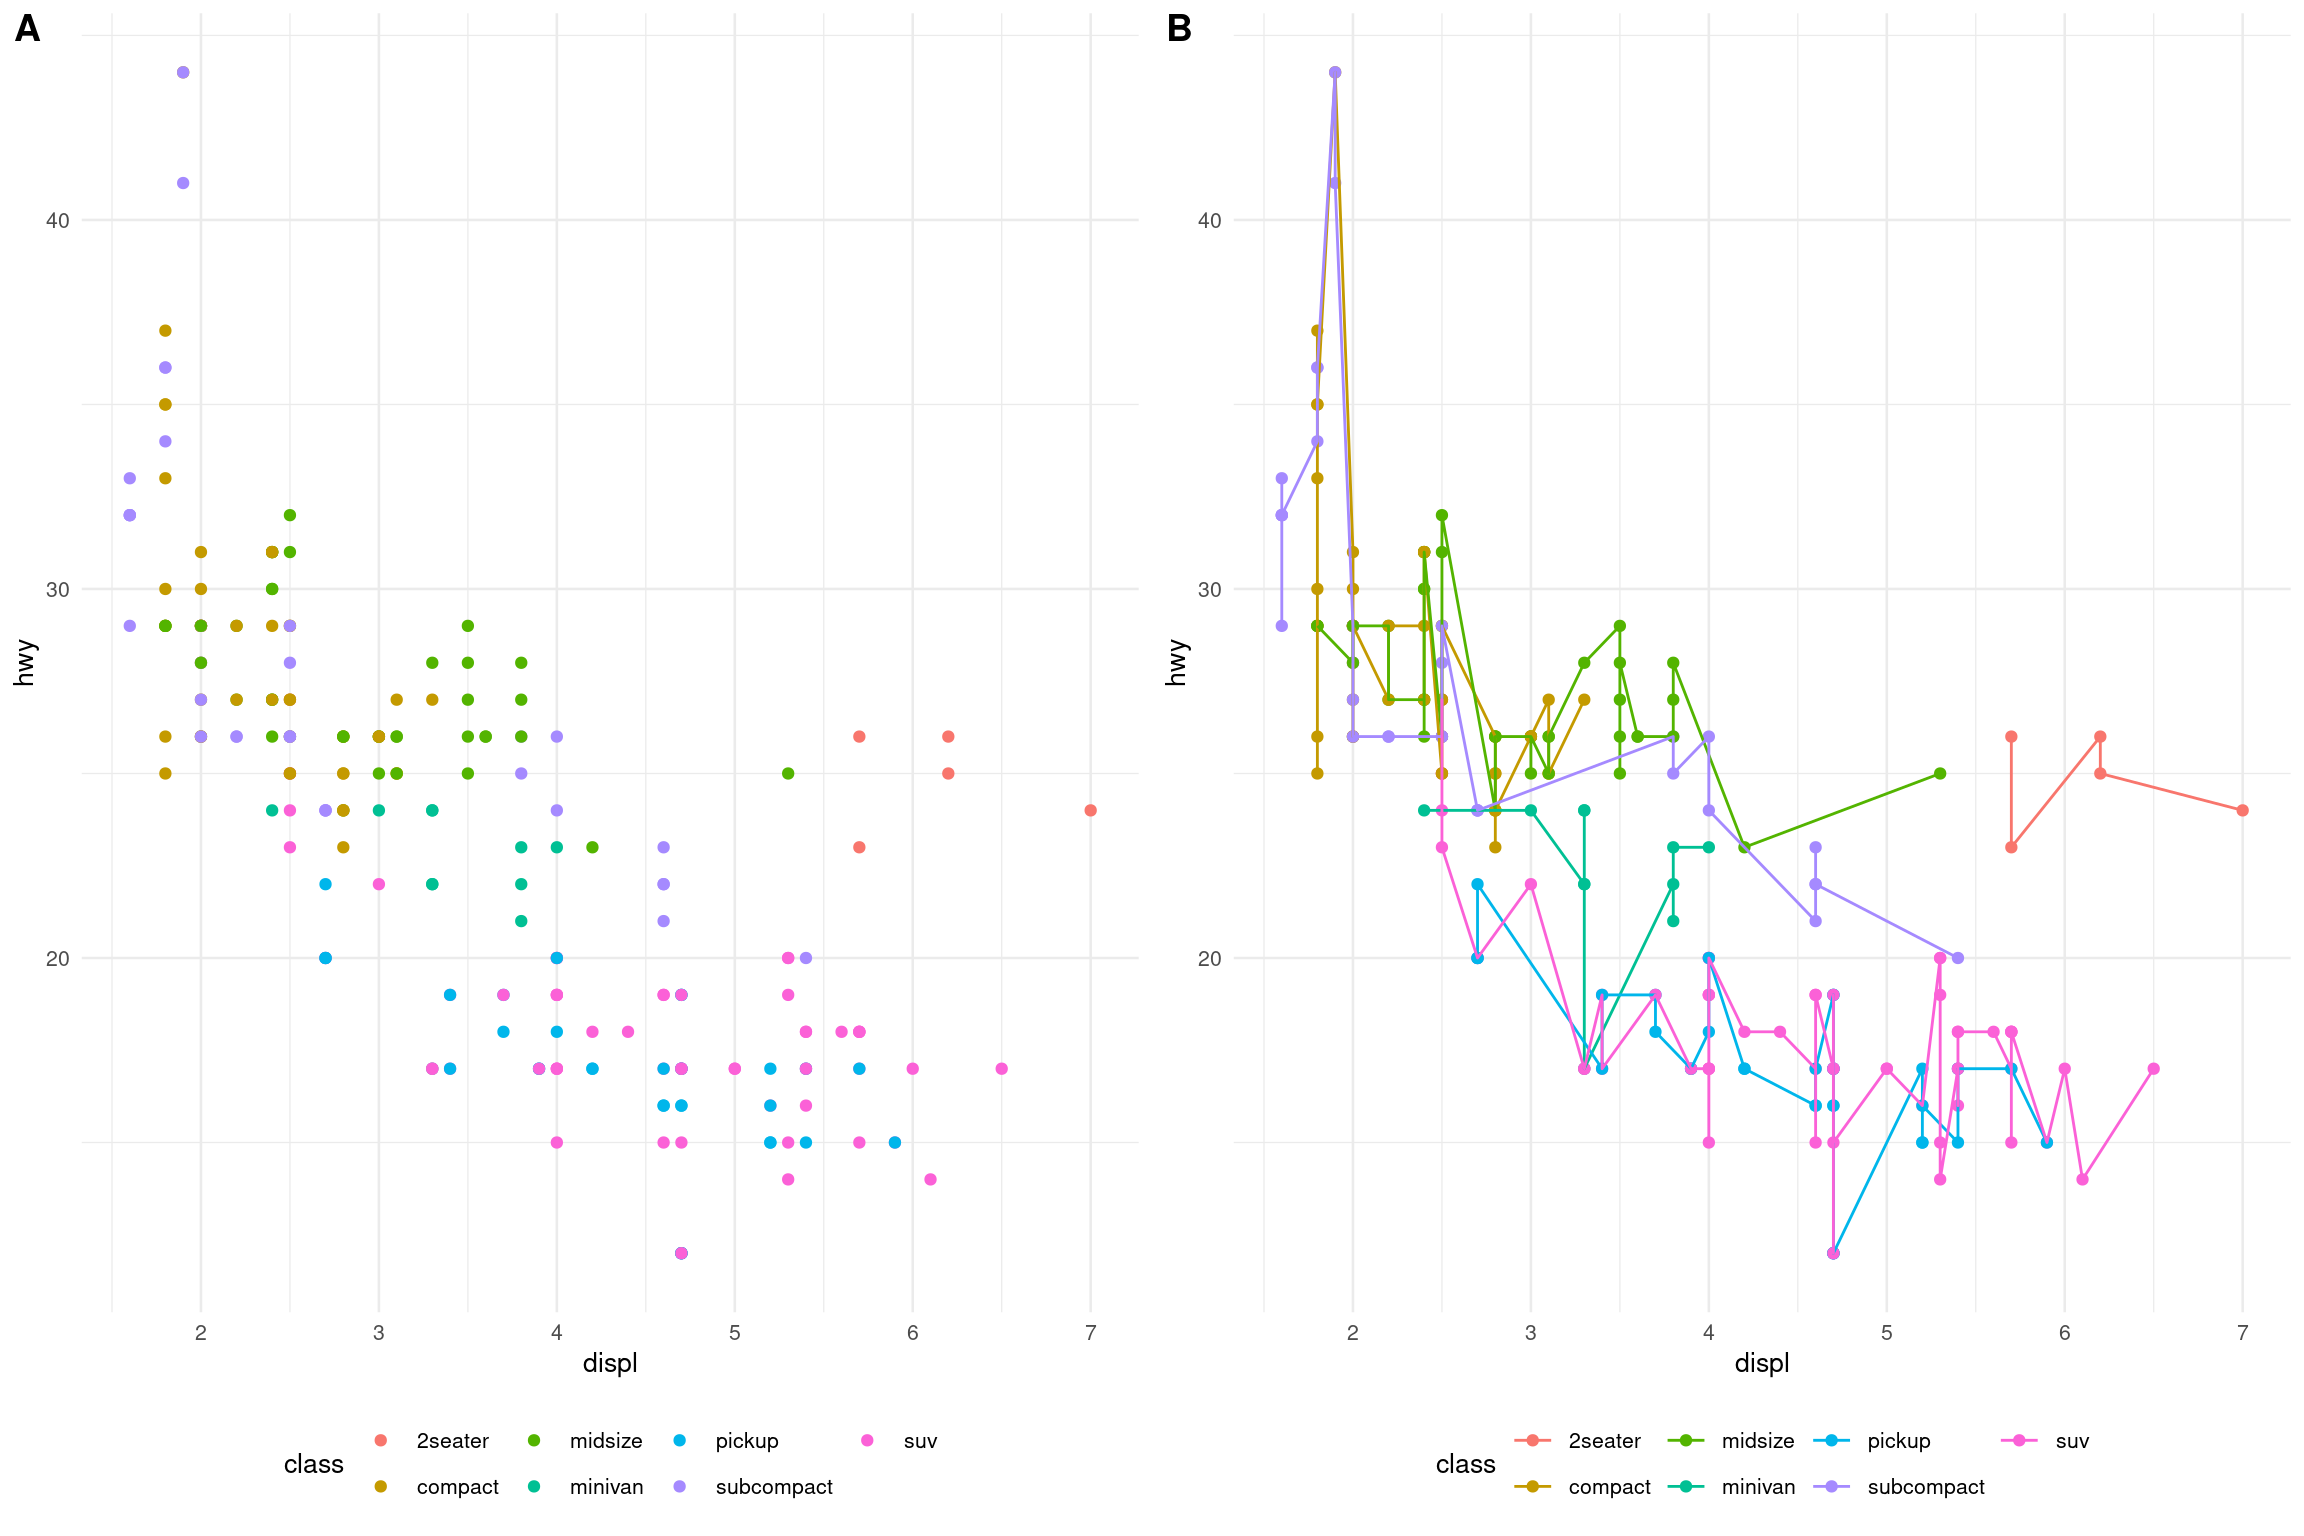 A
hwy
40
30
20
2 3 4 5 6 7
displ
class
2seater midsize pickup suv
compact minivan subcompact
B
hwy
40
30
20
2 3 4 5 6 7
displ
class
2seater midsize pickup suv
compact minivan subcompact